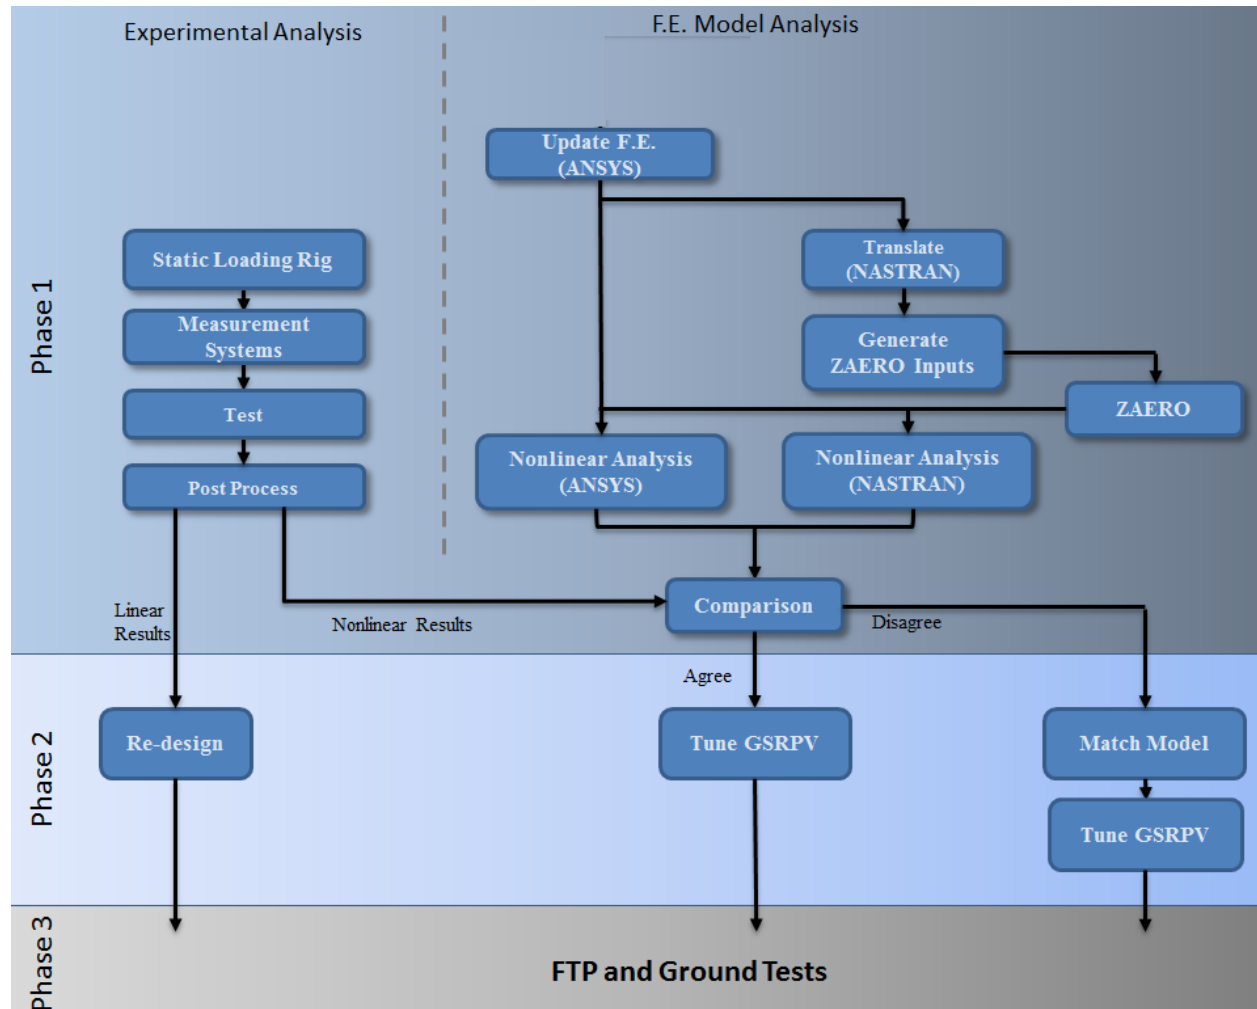 Experimental Analysis
F.E. Model Analysis
Phase 1
Update F.E.
(ANSYS)
Static Loading Rig
Translate
(NASTRAN)
Measurement
Systems
Generate
ZAERO Inputs
Test
ZAERO
Post Process
Nonlinear Analysis
(ANSYS)
Nonlinear Analysis
(NASTRAN)
Linear
Results
Nonlinear Results
Comparison
Disagree
Agree
Phase 2
Re-design
Tune GSRPV
Match Model
Tune GSRPV
Phase 3
FTP and Ground Tests